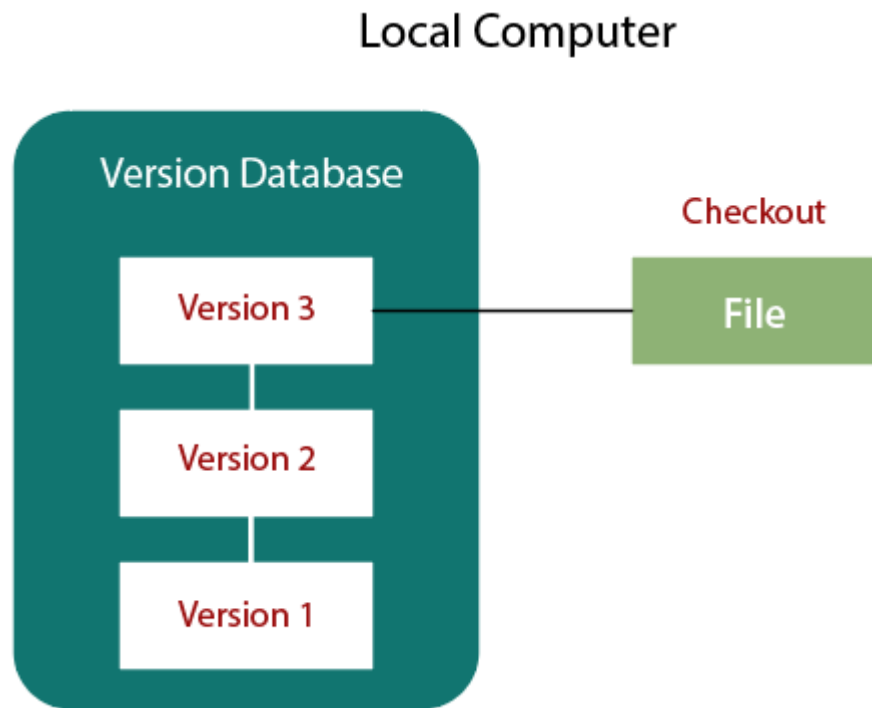 Local Computer
Version Database
Checkout
Version 3
File
Version 2
Version 1